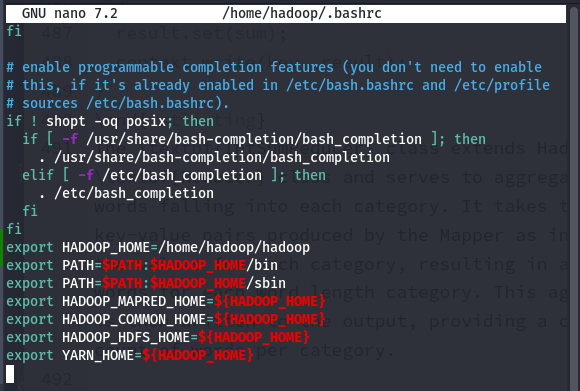 GNU nano 7.2 /home/hadoop/.bashrc
fi
# enable programmable completion features (you don't need to enable
# this, if it's already enabled in /etc/bash.bashrc and /etc/profile
# sources /etc/bash.bashrc).
if ! shopt -oq posix; then
  if [ -f /usr/share/bash-completion/bash_completion ]; then
    . /usr/share/bash-completion/bash_completion
  elif [ -f /etc/bash_completion ]; then
    . /etc/bash_completion
  fi
fi
export HADOOP_HOME=/home/hadoop/hadoop
export PATH=$PATH:$HADOOP_HOME/bin
export PATH=$PATH:$HADOOP_HOME/sbin
export HADOOP_MAPRED_HOME=${HADOOP_HOME}
export HADOOP_COMMON_HOME=${HADOOP_HOME}
export HADOOP_HDFS_HOME=${HADOOP_HOME}
export YARN_HOME=${HADOOP_HOME}